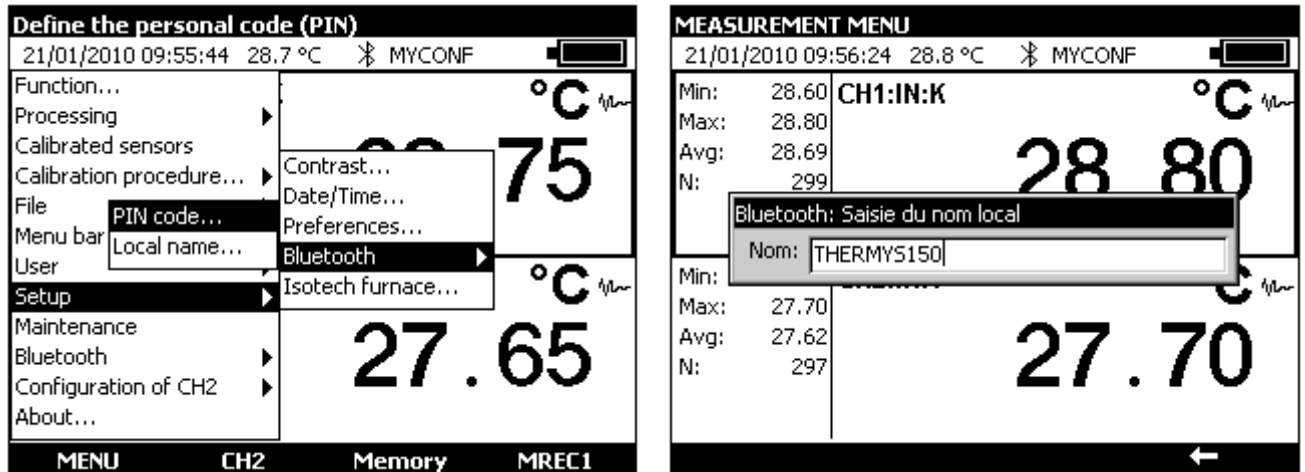 Define the personal code (PIN)
21/01/2010 09:55:44 28.7 °C MYCONF
Function...
Processing
Calibrated sensors
Calibration procedure...
File
Menu bar
User
Setup
Maintenance
Bluetooth
Configuration of CH2
About...
PIN code...
Local name...
Contrast...
Date/Time...
Preferences...
Bluetooth
Isotech furnace...
°C
75
°C
27.65
MENU CH2 Memory MREC1
MEASUREMENT MENU
21/01/2010 09:56:24 28.8 °C MYCONF
Min: 28.60
Max: 28.80
Avg: 28.69
N: 299
CH1:IN:K
°C
28.80
Bluetooth: Saisie du nom local
Nom: THERMYS150
Min:
Max: 27.70
Avg: 27.62
N: 297
°C
27.70